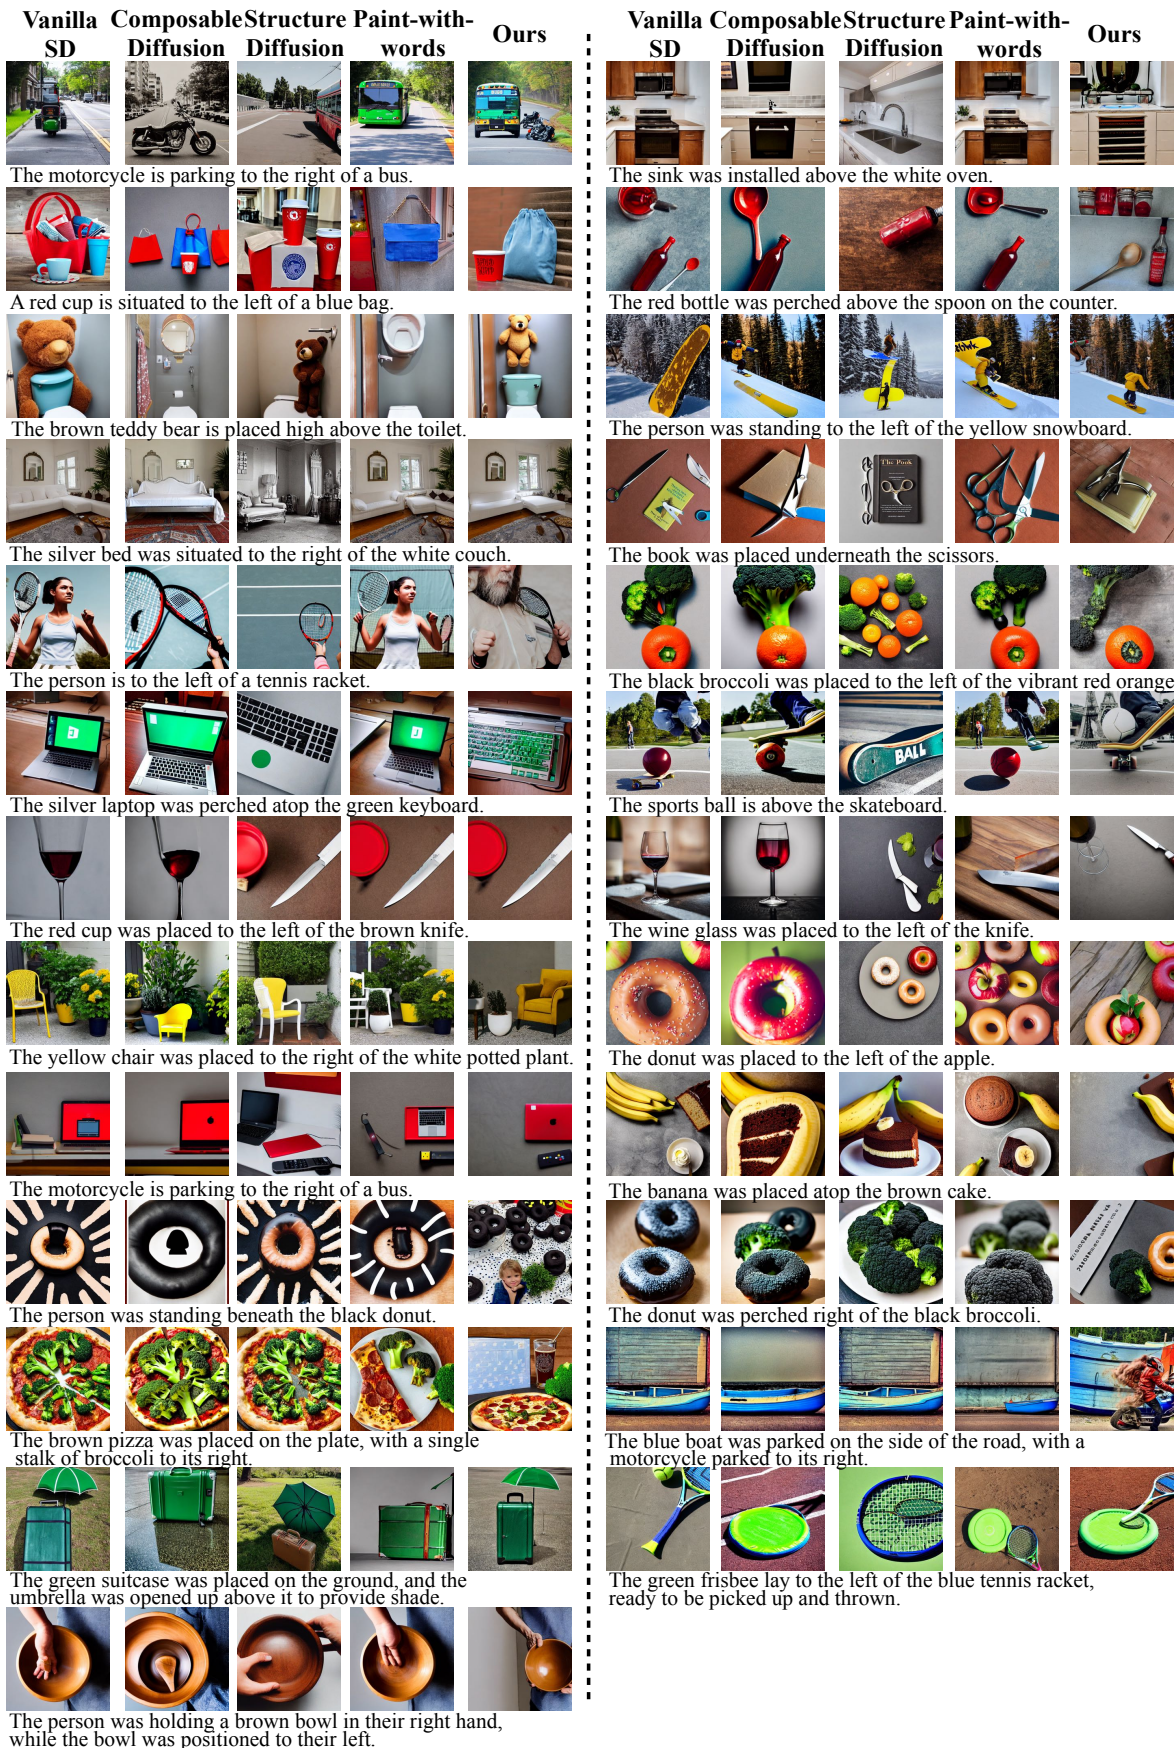 Vanilla SD
Composable Diffusion
Structure Diffusion
Paint-with-words
Ours
The motorcycle is parking to the right of a bus.
A red cup is situated to the left of a blue bag.
The brown teddy bear is placed high above the toilet.
The silver bed was situated to the right of the white couch.
The person is to the left of a tennis racket.
The silver laptop was perched atop the green keyboard.
The red cup was placed to the left of the brown knife.
The yellow chair was placed to the right of the white potted plant.
The motorcycle is parking to the right of a bus.
The person was standing beneath the black donut.
The brown pizza was placed on the plate, with a single
stalk of broccoli to its right.
The green suitcase was placed on the ground, and the
umbrella was opened up above it to provide shade.
The person was holding a brown bowl in their right hand,
while the bowl was positioned to their left.
Vanilla SD
Composable Diffusion
Structure Diffusion
Paint-with-words
Ours
The sink was installed above the white oven.
The red bottle was perched above the spoon on the counter.
The person was standing to the left of the yellow snowboard.
The Pook
The book was placed underneath the scissors.
The black broccoli was placed to the left of the vibrant red orange
BALL
The sports ball is above the skateboard.
The wine glass was placed to the left of the knife.
The donut was placed to the left of the apple.
The banana was placed atop the brown cake.
The donut was perched right of the black broccoli.
The blue boat was parked on the side of the road, with a
motorcycle parked to its right.
The green frisbee lay to the left of the blue tennis racket,
ready to be picked up and thrown.